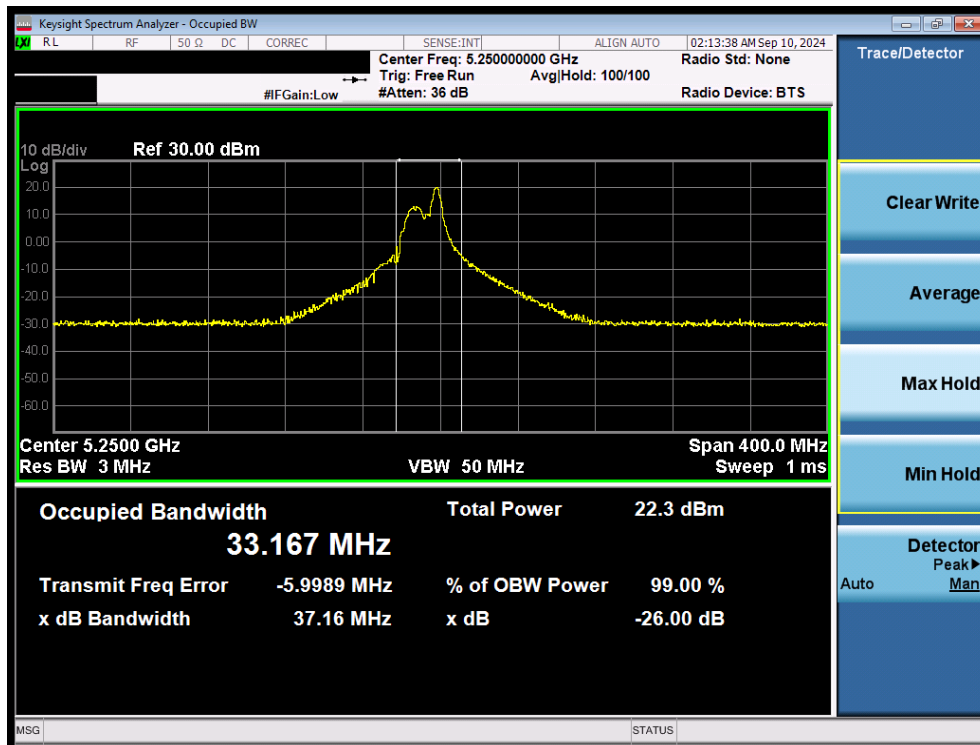 Keysight Spectrum Analyzer - Occupied BW
LXI RL RF 50 Ω DC CORREC SENSE:INT ALIGN AUTO 02:13:38 AM Sep 10, 2024
Center Freq: 5.250000000 GHz Radio Std: None
Trig: Free Run Avg|Hold: 100/100
#IFGain:Low #Atten: 36 dB Radio Device: BTS
10 dB/div Ref 30.00 dBm
Log
20.0
10.0
0.00
-10.0
-20.0
-30.0
-40.0
-50.0
-60.0
Center 5.2500 GHz Span 400.0 MHz
Res BW 3 MHz VBW 50 MHz Sweep 1 ms
Occupied Bandwidth Total Power 22.3 dBm
33.167 MHz
Transmit Freq Error -5.9989 MHz % of OBW Power 99.00 %
x dB Bandwidth 37.16 MHz x dB -26.00 dB
MSG STATUS
Trace/Detector
Clear Write
Average
Max Hold
Min Hold
Detector
Peak▶
Auto Man